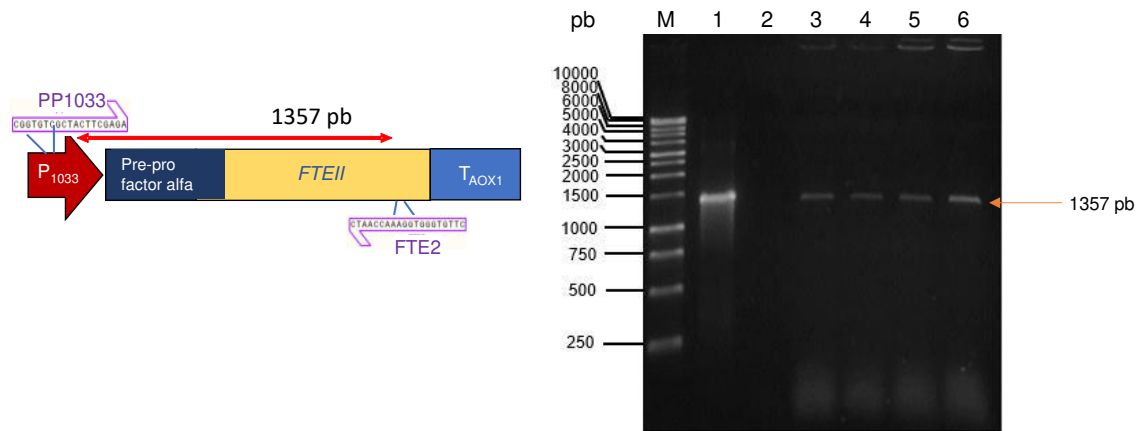 PP1033
CGGTGTCGCTACTTCGAGA
1357 pb
P1033
Pre-pro
factor alfa
FTEII
TAOX1
CTAACCAAAGGTGGGTGTTC
FTE2
pb M 1 2 3 4 5 6
10000
8000
6000
5000
4000
3000
2500
2000
1500
1000
750
500
250
1357 pb